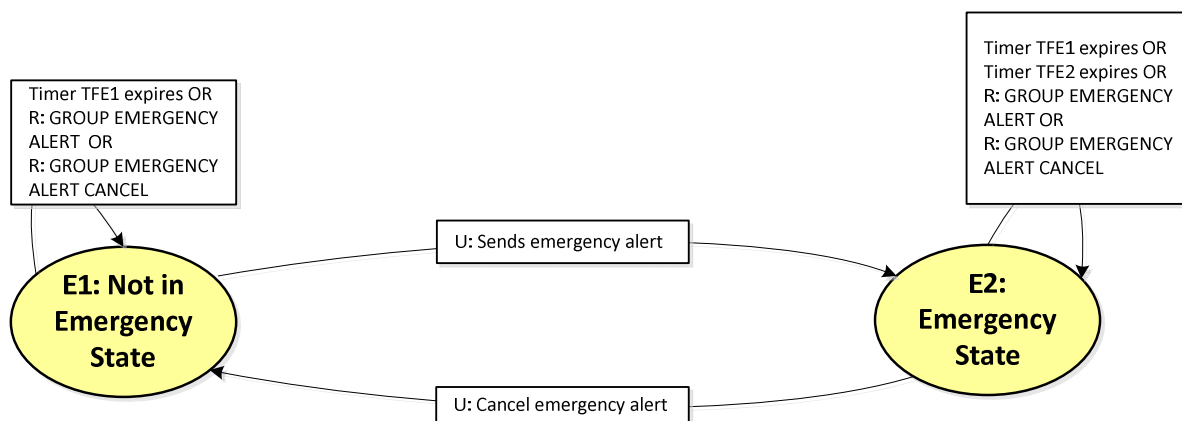 Timer TFE1 expires OR
R: GROUP EMERGENCY
ALERT OR
R: GROUP EMERGENCY
ALERT CANCEL
Timer TFE1 expires OR
Timer TFE2 expires OR
R: GROUP EMERGENCY
ALERT OR
R: GROUP EMERGENCY
ALERT CANCEL
U: Sends emergency alert
E1: Not in
Emergency
State
E2:
Emergency
State
U: Cancel emergency alert